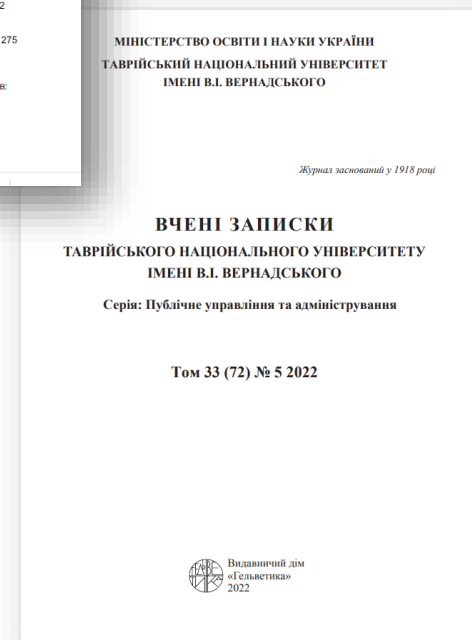 2
275
в:
МІНІСТЕРСТВО ОСВІТИ І НАУКИ УКРАЇНИ
ТАВРІЙСЬКИЙ НАЦІОНАЛЬНИЙ УНІВЕРСИТЕТ
ІМЕНІ В.І. ВЕРНАДСЬКОГО
Журнал заснований у 1918 році
ВЧЕНІ ЗАПИСКИ
ТАВРІЙСЬКОГО НАЦІОНАЛЬНОГО УНІВЕРСИТЕТУ
ІМЕНІ В.І. ВЕРНАДСЬКОГО
Серія: Публічне управління та адміністрування
Том 33 (72) № 5 2022
Видавничий дім
«Гельветика»
2022